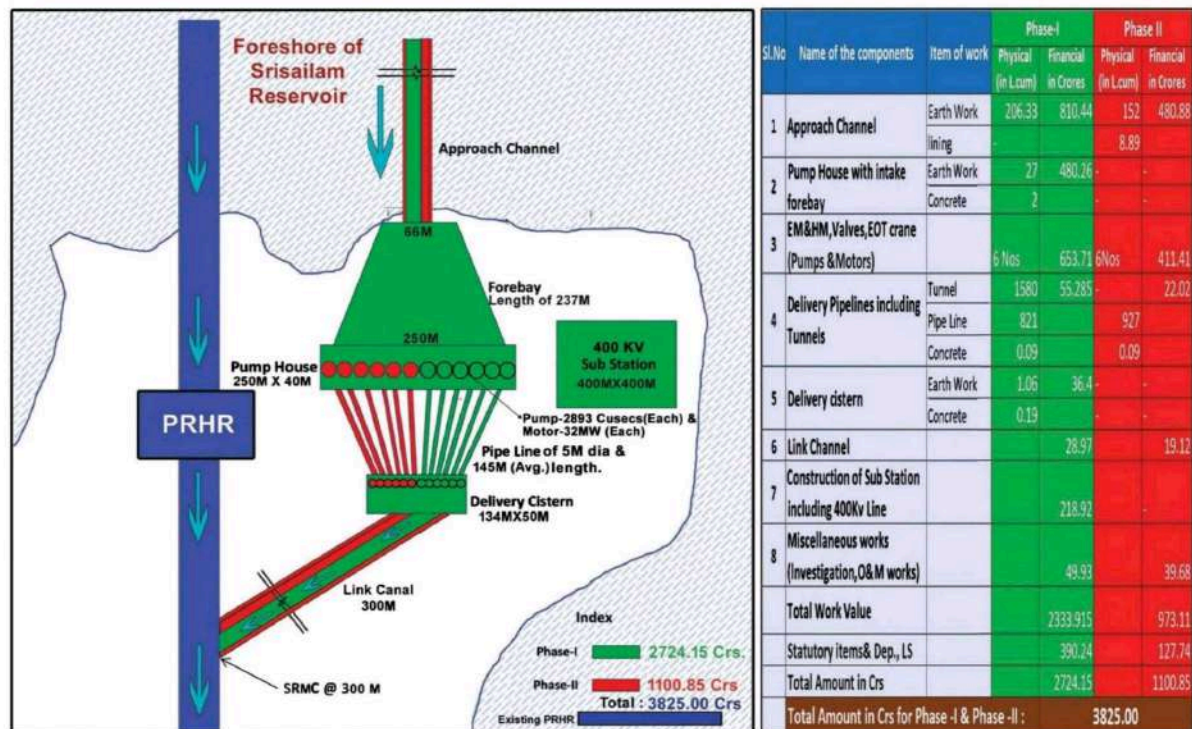 Foreshore of
Srisailam
Reservoir
Approach Channel
66M
Forebay
Length of 237M
250M
Pump House
250M X 40M
400 KV
Sub Station
400MX400M
PRHR
Pump-2893 Cusecs(Each) &
Motor-32MW (Each)
Pipe Line of 5M dia &
145M (Avg.) length.
Delivery Cistern
134MX50M
Link Canal
300M
SRMC @ 300 M
Index
Phase-I 2724.15 Crs.
Phase-II 1100.85 Crs
Total : 3825.00 Crs
Existing PRHR
Sl.No Name of the components Item of work Phase-I Phase II
Physical (in L.cum) Financial in Crores Physical (in L.cum) Financial in Crores
1 Approach Channel Earth Work 206.33 810.44 152 480.88
lining - 8.89
2 Pump House with intake forebay Earth Work 27 480.26 - -
Concrete 2 - -
3 EM&HM,Valves,EOT crane (Pumps &Motors) 6 Nos 653.71 6Nos 411.41
4 Delivery Pipelines including Tunnels Tunnel 1580 55.285 - 22.02
Pipe Line 821 927
Concrete 0.09 0.09
5 Delivery cistern Earth Work 1.06 36.4 - -
Concrete 0.19 - -
6 Link Channel 28.97 19.12
7 Construction of Sub Station including 400Kv Line 218.92 -
8 Miscellaneous works (Investigation,O&M works) 49.93 39.68
Total Work Value 2333.915 973.11
Statutory items& Dep., LS 390.24 127.74
Total Amount in Crs 2724.15 1100.85
Total Amount in Crs for Phase -I & Phase -II : 3825.00